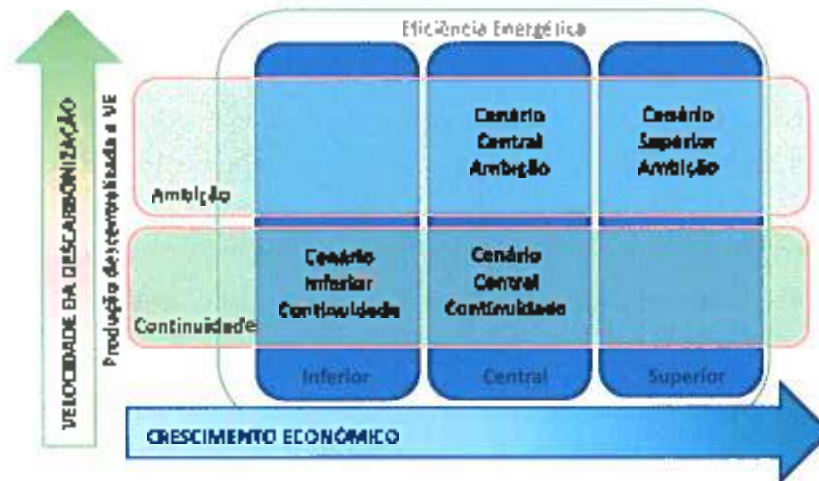 Eficiência Energética
VELOCIDADE DA DESCARBONIZAÇÃO
Produção descentralizada e VE
Cenário
Central
Ambição
Cenário
Superior
Ambição
Ambição
Cenário
Inferior
Continuidade
Cenário
Central
Continuidade
Continuidade
Inferior
Central
Superior
CRESCIMENTO ECONÓMICO